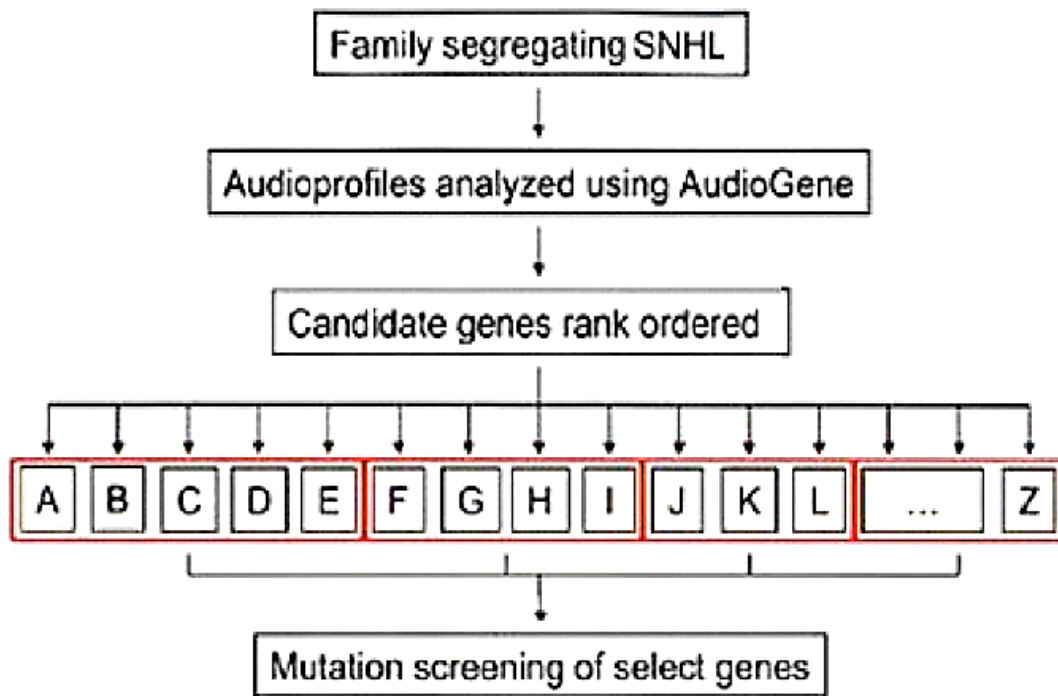 Family segregating SNHL
Audioprofiles analyzed using AudioGene
Candidate genes rank ordered
A B C D E F G H I J K L ... Z
Mutation screening of select genes